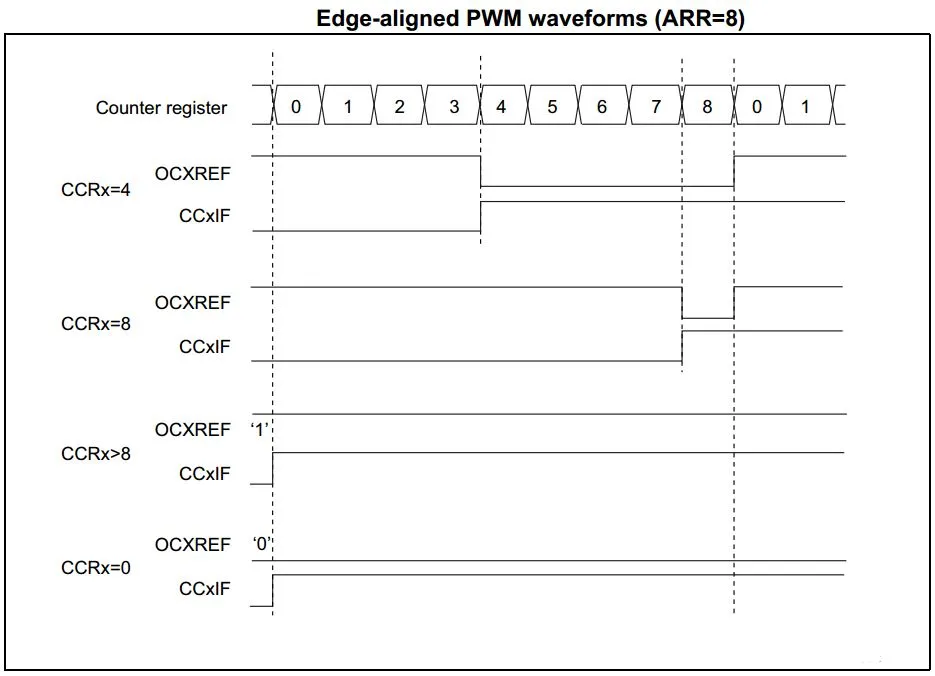 Edge-aligned PWM waveforms (ARR=8)
Counter register 0 1 2 3 4 5 6 7 8 0 1
OCXREF
CCRx=4
CCxIF
OCXREF
CCRx=8
CCxIF
OCXREF ‘1’
CCRx>8
CCxIF
OCXREF ‘0’
CCRx=0
CCxIF